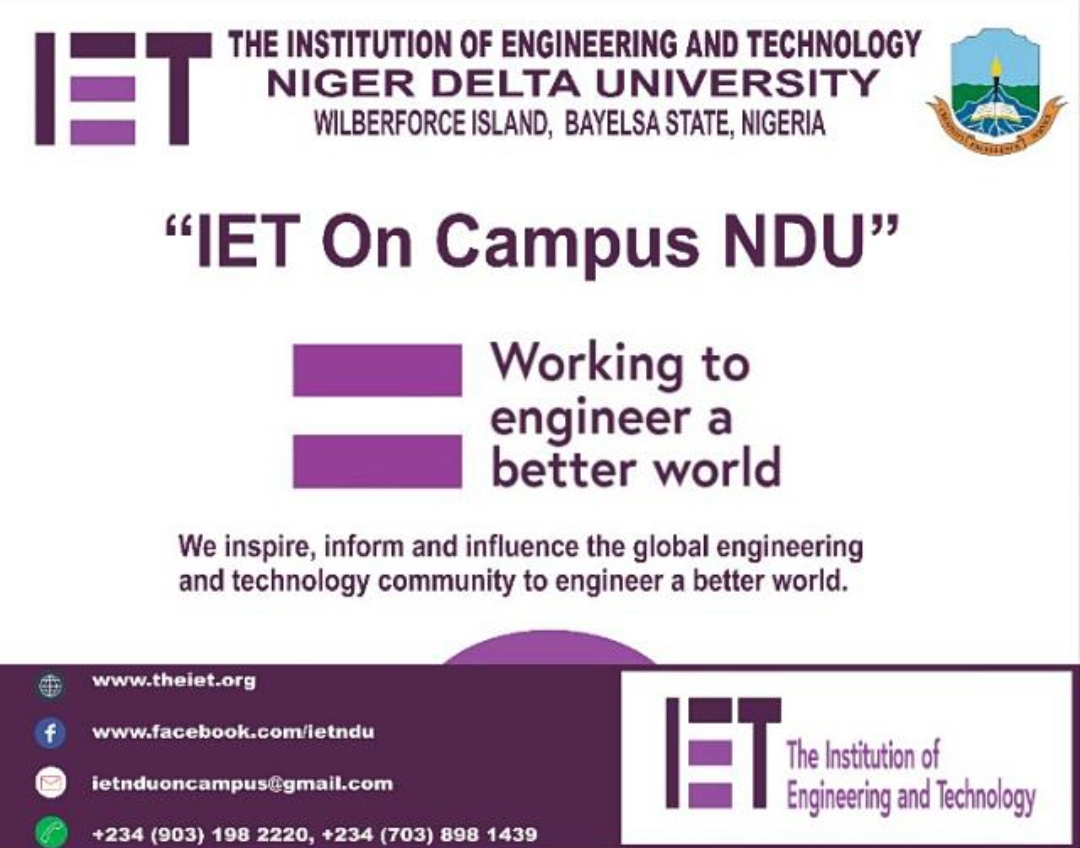 IET
THE INSTITUTION OF ENGINEERING AND TECHNOLOGY
NIGER DELTA UNIVERSITY
WILBERFORCE ISLAND, BAYELSA STATE, NIGERIA
EXCELLENCE
“IET On Campus NDU”
Working to
engineer a
better world
We inspire, inform and influence the global engineering
and technology community to engineer a better world.
www.theiet.org
www.facebook.com/ietndu
ietnduoncampus@gmail.com
+234 (903) 198 2220, +234 (703) 898 1439
IET
The Institution of
Engineering and Technology